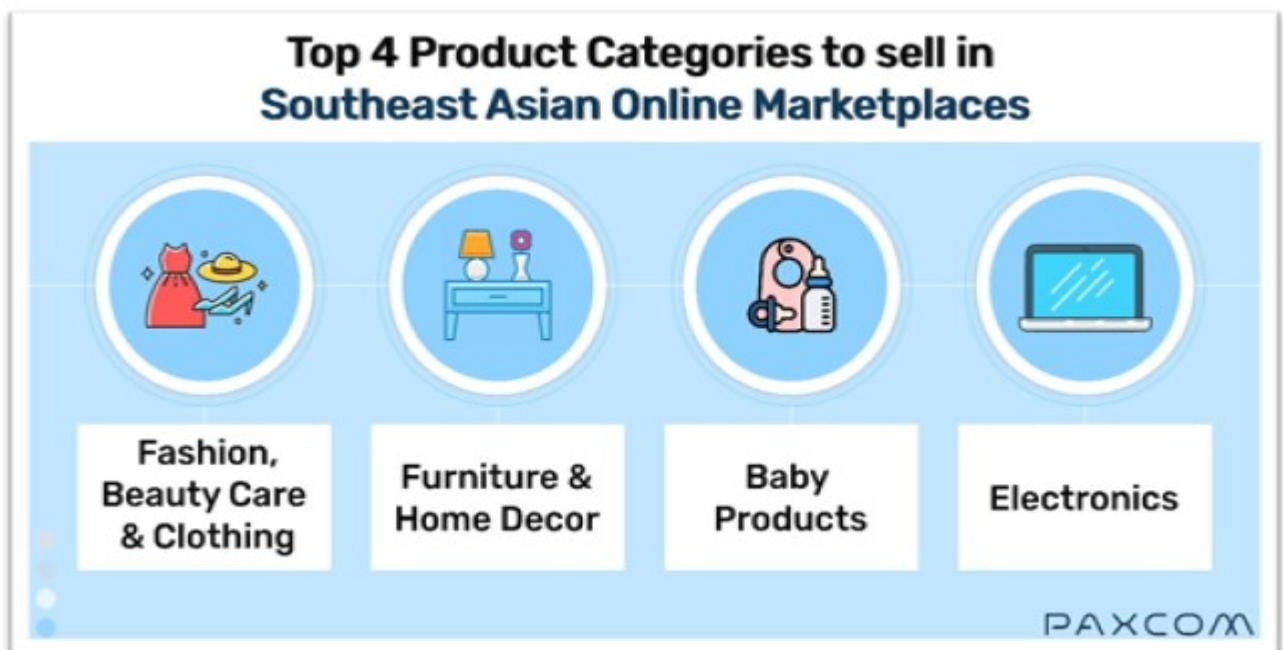 Top 4 Product Categories to sell in
Southeast Asian Online Marketplaces
Fashion,
Beauty Care
& Clothing
Furniture &
Home Decor
Baby
Products
Electronics
PAXCOM